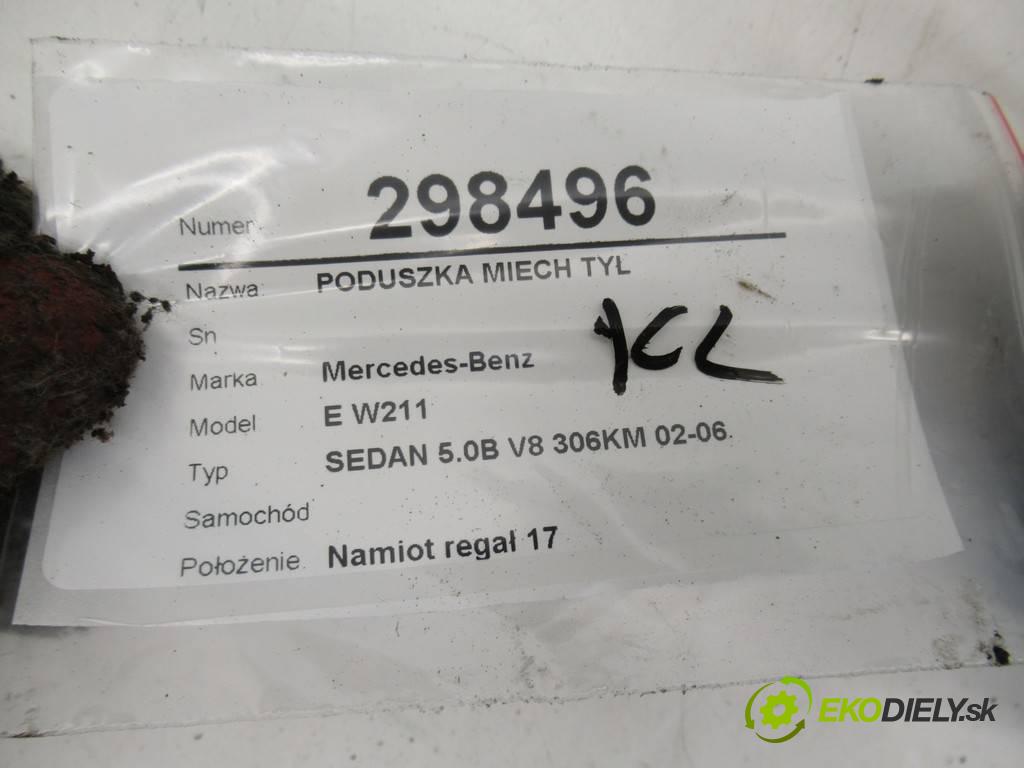 Numer 298496
Nazwa PODUSZKA MIECH TYŁ
Sn
Marka Mercedes-Benz
Model E W211
Typ SEDAN 5.0B V8 306KM 02-06
Samochód
Położenie Namiot regał 17
EKODIELY.sk